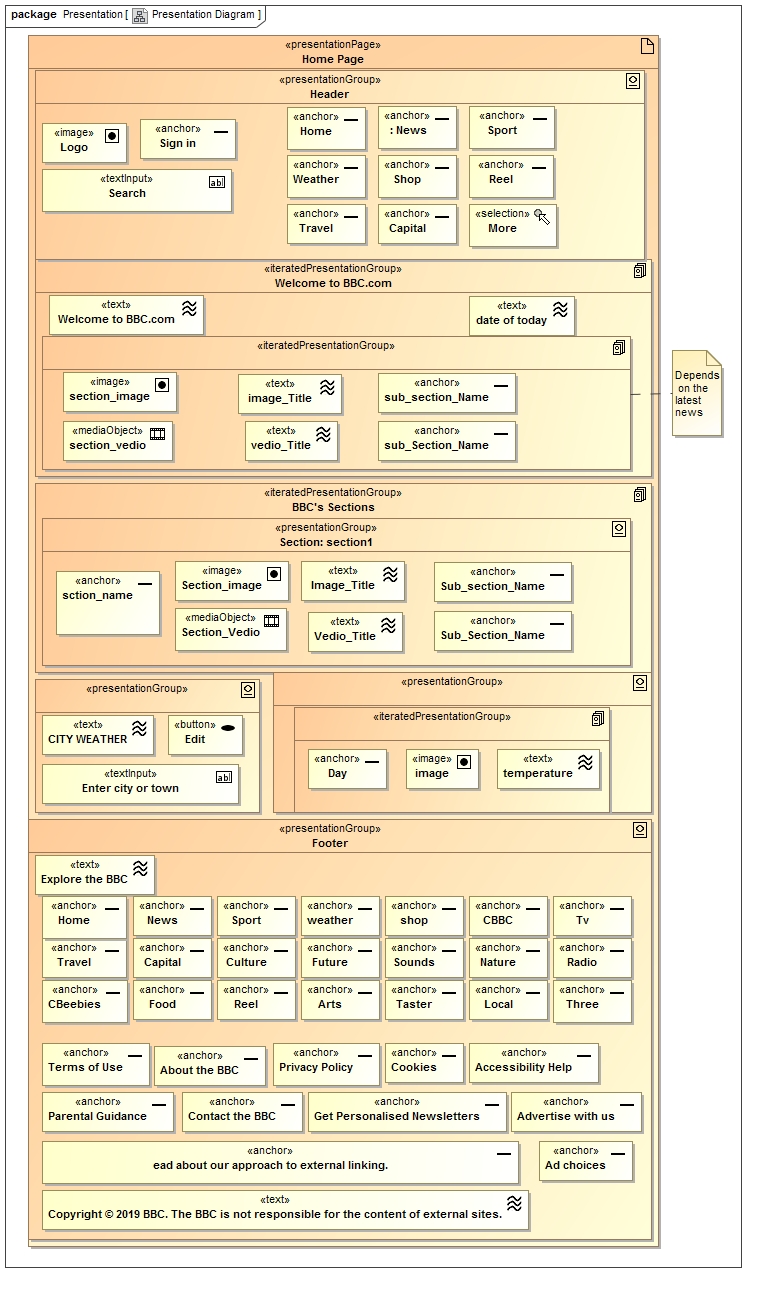 package Presentation [ Presentation Diagram ]
«presentationPage»
Home Page
«presentationGroup»
Header
«image»
Logo
«anchor»
Sign in
«anchor»
Home
«anchor»
: News
«anchor»
Sport
«textInput»
Search
abl
«anchor»
Weather
«anchor»
Shop
«anchor»
Reel
«anchor»
Travel
«anchor»
Capital
«selection»
More
«iteratedPresentationGroup»
Welcome to BBC.com
«text»
Welcome to BBC.com
«text»
date of today
«iteratedPresentationGroup»
«image»
section_image
«text»
image_Title
«anchor»
sub_section_Name
«mediaObject»
section_vedio
«text»
vedio_Title
«anchor»
sub_Section_Name
Depends
on the
latest
news
«iteratedPresentationGroup»
BBC's Sections
«presentationGroup»
Section: section1
«anchor»
sction_name
«image»
Section_image
«text»
Image_Title
«anchor»
Sub_section_Name
«mediaObject»
Section_Vedio
«text»
Vedio_Title
«anchor»
Sub_Section_Name
«presentationGroup»
«text»
CITY WEATHER
«button»
Edit
«textInput»
Enter city or town
abl
«presentationGroup»
«iteratedPresentationGroup»
«anchor»
Day
«image»
image
«text»
temperature
«presentationGroup»
Footer
«text»
Explore the BBC
«anchor»
Home
«anchor»
News
«anchor»
Sport
«anchor»
weather
«anchor»
shop
«anchor»
CBBC
«anchor»
Tv
«anchor»
Travel
«anchor»
Capital
«anchor»
Culture
«anchor»
Future
«anchor»
Sounds
«anchor»
Nature
«anchor»
Radio
«anchor»
CBeebies
«anchor»
Food
«anchor»
Reel
«anchor»
Arts
«anchor»
Taster
«anchor»
Local
«anchor»
Three
«anchor»
Terms of Use
«anchor»
About the BBC
«anchor»
Privacy Policy
«anchor»
Cookies
«anchor»
Accessibility Help
«anchor»
Parental Guidance
«anchor»
Contact the BBC
«anchor»
Get Personalised Newsletters
«anchor»
Advertise with us
«anchor»
ead about our approach to external linking.
«anchor»
Ad choices
«text»
Copyright © 2019 BBC. The BBC is not responsible for the content of external sites.